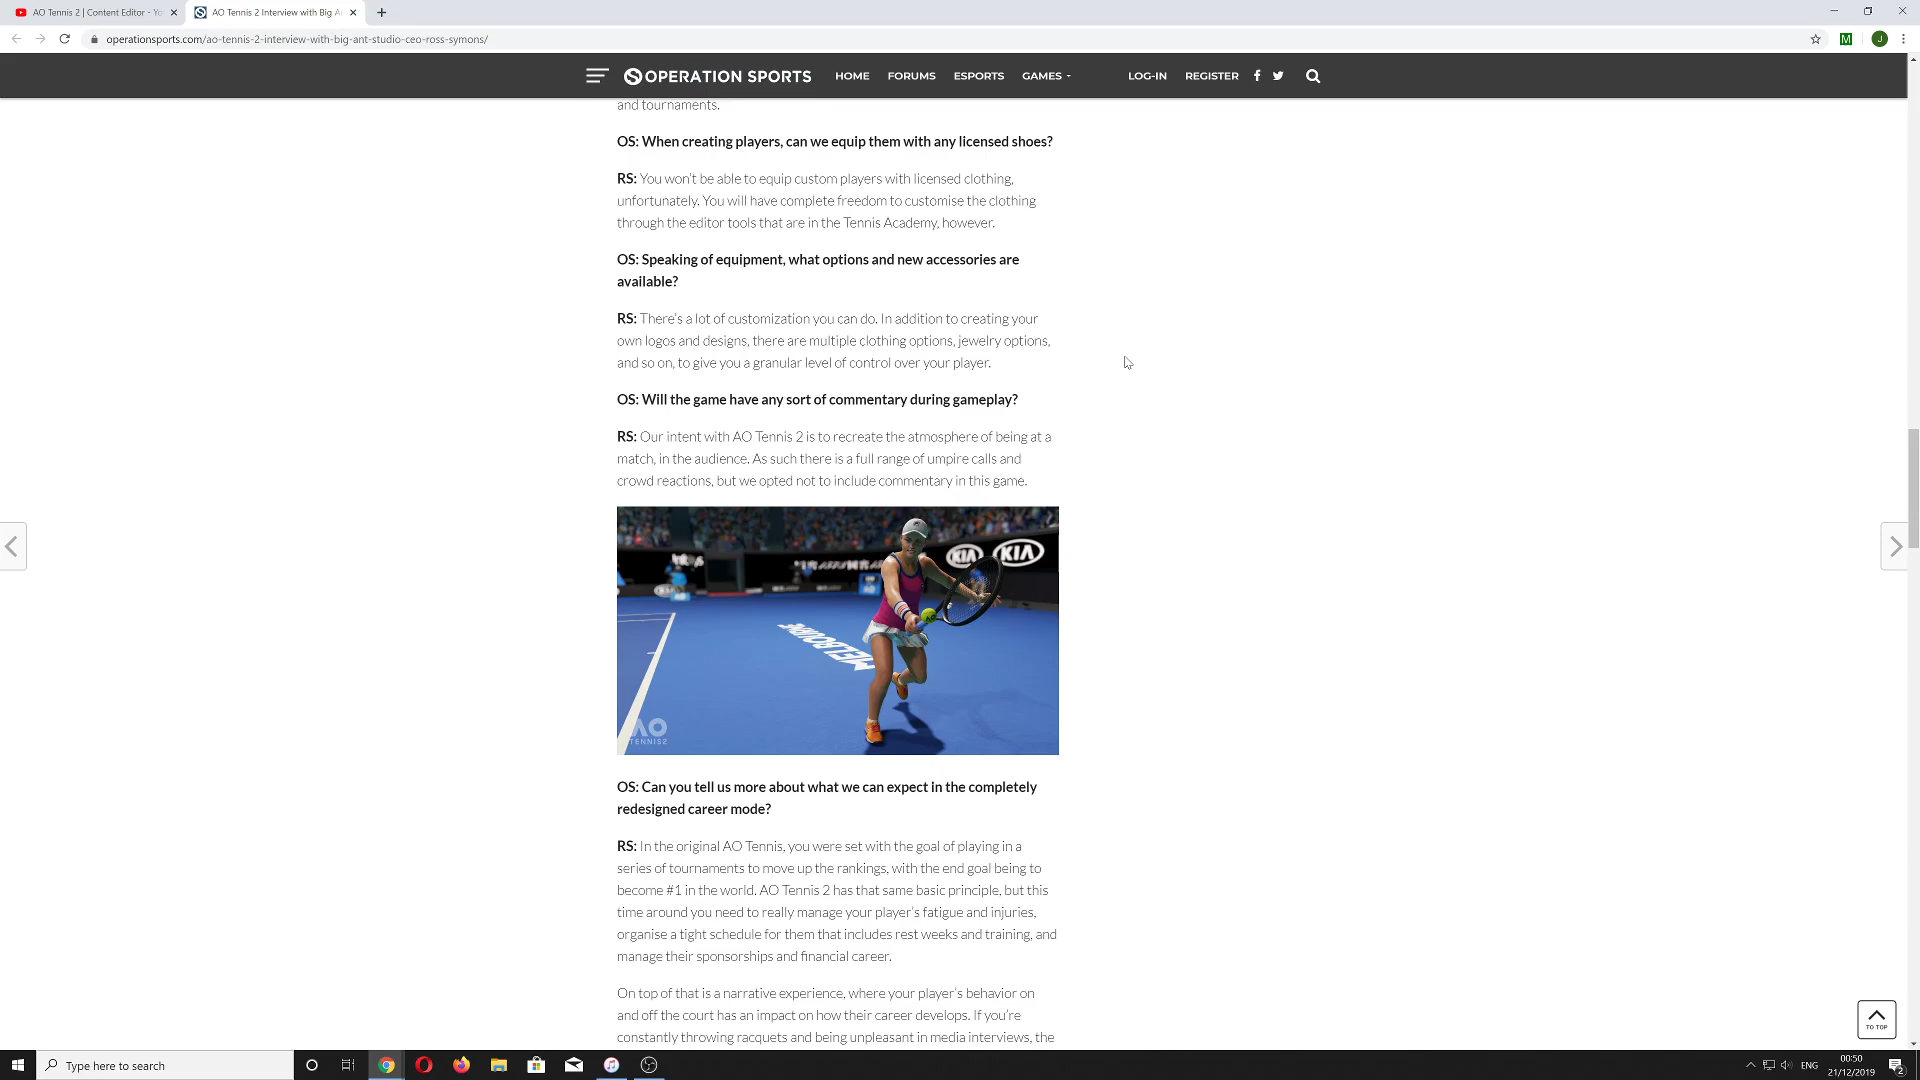 AO Tennis 2 | Content Editor - Yo
AO Tennis 2 Interview with Big A
operationsports.com/ao-tennis-2-interview-with-big-ant-studio-ceo-ross-symons/
M
J
OPERATION SPORTS
HOME
FORUMS
ESPORTS
GAMES
LOG-IN
REGISTER
and tournaments.
OS: When creating players, can we equip them with any licensed shoes?
RS: You won't be able to equip custom players with licensed clothing,
unfortunately. You will have complete freedom to customise the clothing
through the editor tools that are in the Tennis Academy, however.
OS: Speaking of equipment, what options and new accessories are
available?
RS: There's a lot of customization you can do. In addition to creating your
own logos and designs, there are multiple clothing options, jewelry options,
and so on, to give you a granular level of control over your player.
OS: Will the game have any sort of commentary during gameplay?
RS: Our intent with AO Tennis 2 is to recreate the atmosphere of being at a
match, in the audience. As such there is a full range of umpire calls and
crowd reactions, but we opted not to include commentary in this game.
KIA KIA
MELBOURNE
AO
AO
TENNIS2
OS: Can you tell us more about what we can expect in the completely
redesigned career mode?
RS: In the original AO Tennis, you were set with the goal of playing in a
series of tournaments to move up the rankings, with the end goal being to
become #1 in the world. AO Tennis 2 has that same basic principle, but this
time around you need to really manage your player's fatigue and injuries,
organise a tight schedule for them that includes rest weeks and training, and
manage their sponsorships and financial career.
On top of that is a narrative experience, where your player's behavior on
and off the court has an impact on how their career develops. If you're
constantly throwing racquets and being unpleasant in media interviews, the
TO TOP
Type here to search
ENG
00:50
21/12/2019
2